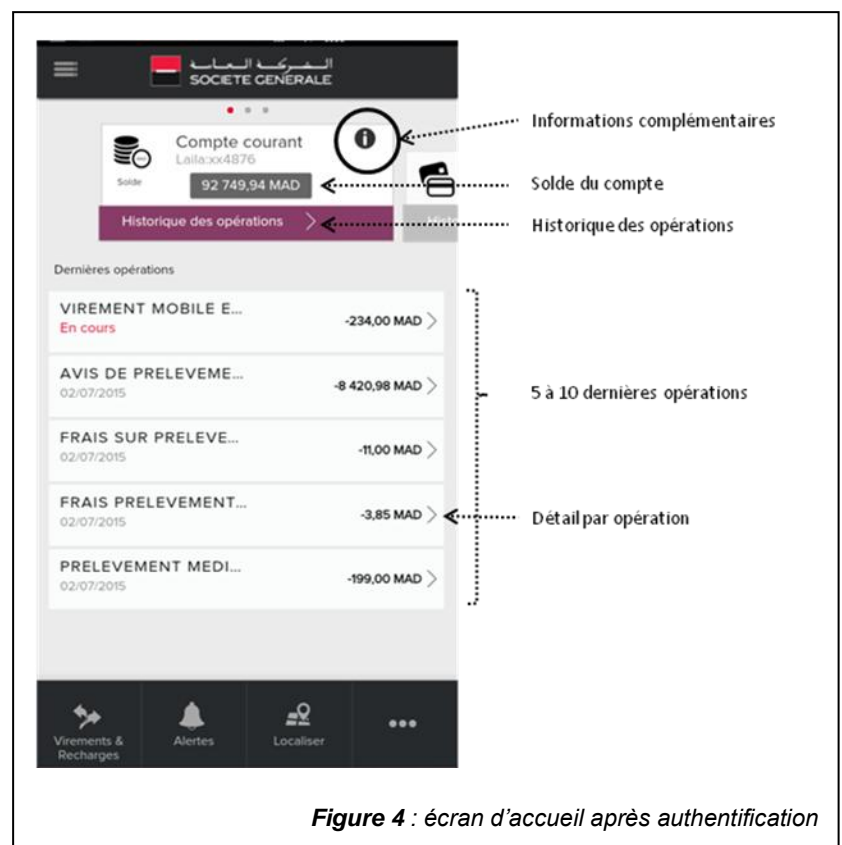 الشركة العامة
SOCIETE GENERALE
Compte courant
Laila:xx4876
Solde
92 749,94 MAD
Historique des opérations
Histo
Informations complémentaires
Solde du compte
Historique des opérations
Dernières opérations
VIREMENT MOBILE E...
En cours
-234,00 MAD
AVIS DE PRELEVEME...
02/07/2015
-8 420,98 MAD
FRAIS SUR PRELEVE...
02/07/2015
-11,00 MAD
FRAIS PRELEVEMENT...
02/07/2015
-3,85 MAD
PRELEVEMENT MEDI...
02/07/2015
-199,00 MAD
5 à 10 dernières opérations
Détail par opération
Virements &
Recharges
Alertes
Localiser
Figure 4 : écran d’accueil après authentification